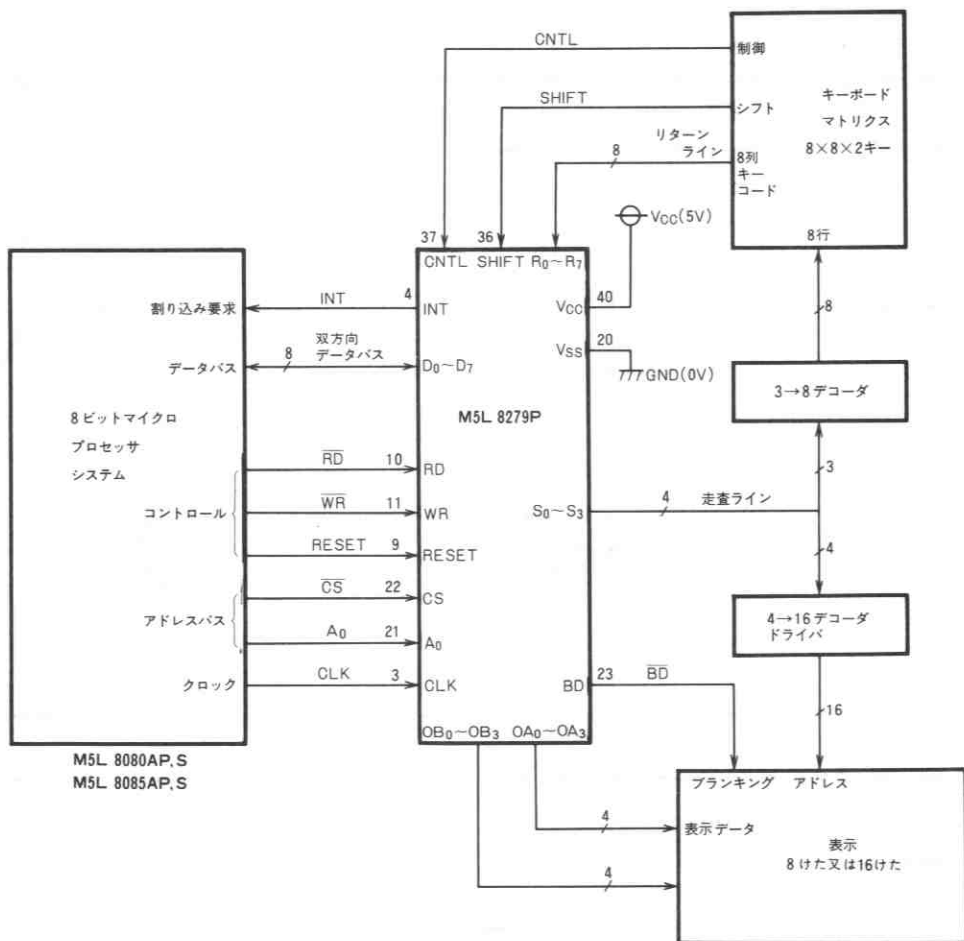 CNTL
制御
SHIFT
シフト
キーボード
マトリクス
8×8×2キー
リターン
ライン
8
8列
キー
コード
8行
VCC(5V)
37
36
CNTL SHIFT R0～R7
割り込み要求
INT
4
INT
VCC
40
VSS
20
GND(0V)
データバス
双方向
データバス
8
D0～D7
M5L 8279P
8
3→8デコーダ
3
8ビットマイクロ
プロセッサ
システム
コントロール
RD
10
RD
WR
11
WR
RESET
9
RESET
S0～S3
4
走査ライン
4
アドレスバス
CS
22
CS
A0
21
A0
4→16デコーダ
ドライバ
クロック
CLK
3
CLK
BD
23
BD
16
OB0～OB3 OA0～OA3
M5L 8080AP,S
M5L 8085AP,S
ブランキング アドレス
4
表示データ
表示
8けた又は16けた
4